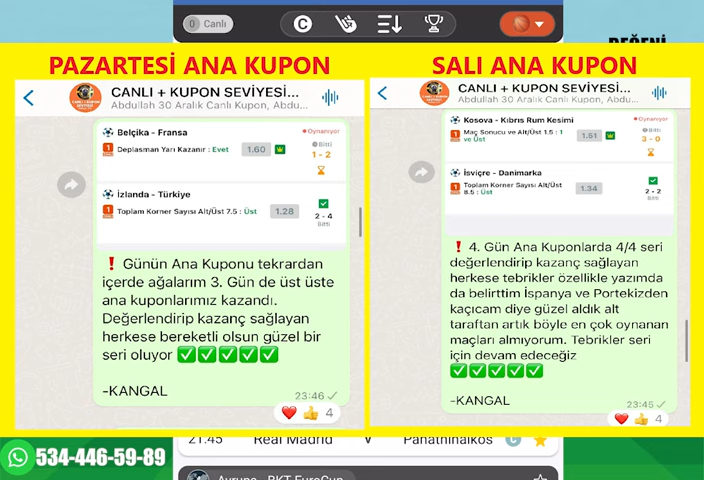 0 Canlı
PAZARTESİ ANA KUPON
CANLI + KUPON SEVİYESİ...
Abdullah 30 Aralık Canlı Kupon, Abdu...
Belçika - Fransa
Oynanıyor
1 Deplasman Yarı Kazanır : Evet
1.60
Bitti
1 - 2
İzlanda - Türkiye
1 Toplam Korner Sayısı Alt/Üst 7.5 : Üst
1.28
2 - 4
Bitti
❗ Günün Ana Kuponu tekrardan
içerde ağalarım 3. Gün de üst üste
ana kuponlarımız kazandı.
Değerlendirip kazanç sağlayan
herkese bereketli olsun güzel bir
seri oluyor ✅✅✅✅✅
-KANGAL
23:46
❤️👍 4
SALI ANA KUPON
CANLI + KUPON SEVİYESİ...
Abdullah 30 Aralık Canlı Kupon, Abdu...
Kosova - Kıbrıs Rum Kesimi
Oynanıyor
1 Maç Sonucu ve Alt/Üst 1.5 : 1
ve Üst
1.51
Bitti
3 - 0
İsviçre - Danimarka
1 Toplam Korner Sayısı Alt/Üst
8.5 : Üst
1.34
2 - 2
Bitti
❗ 4. Gün Ana Kuponlarda 4/4 seri
değerlendirip kazanç sağlayan
herkese tebrikler özellikle yazımda
da belirttim İspanya ve Portekizden
kaçıcam diye güzel aldık alt
taraftan artık böyle en çok oynanan
maçları almıyorum. Tebrikler seri
için devam edeceğiz
✅✅✅✅✅
-KANGAL
23:45
❤️👍 4
534-446-59-89
21:45 Real Madrid V Panathinaikos C